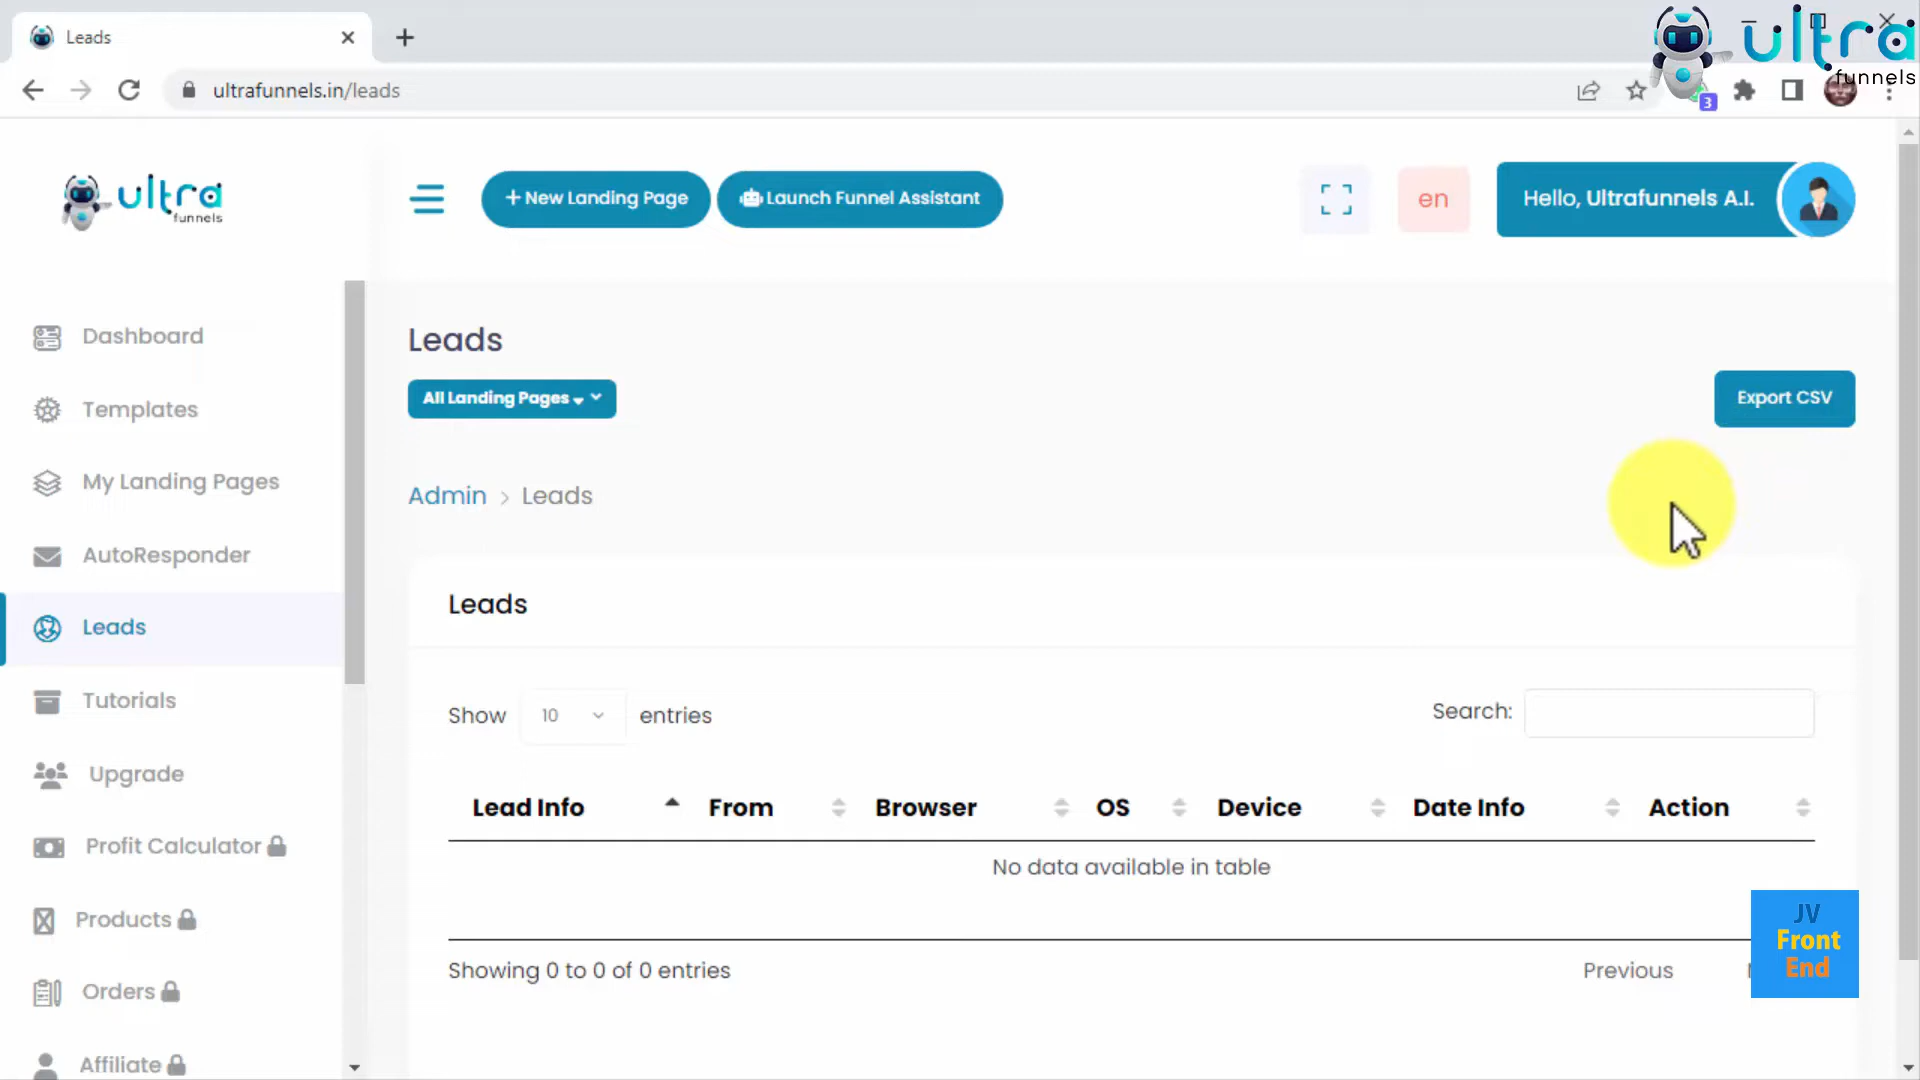 Leads
ultra
funnels
ultrafunnels.in/leads
3
ultra
funnels
New Landing Page
Launch Funnel Assistant
en
Hello, Ultrafunnels A.I.
Dashboard
Templates
My Landing Pages
AutoResponder
Leads
Tutorials
Upgrade
Profit Calculator
Products
Orders
Affiliate
Leads
All Landing Pages
Export CSV
Admin > Leads
Leads
Show 10 entries
Search:
Lead Info From Browser OS Device Date Info Action
No data available in table
Showing 0 to 0 of 0 entries
Previous
JV
Front
End